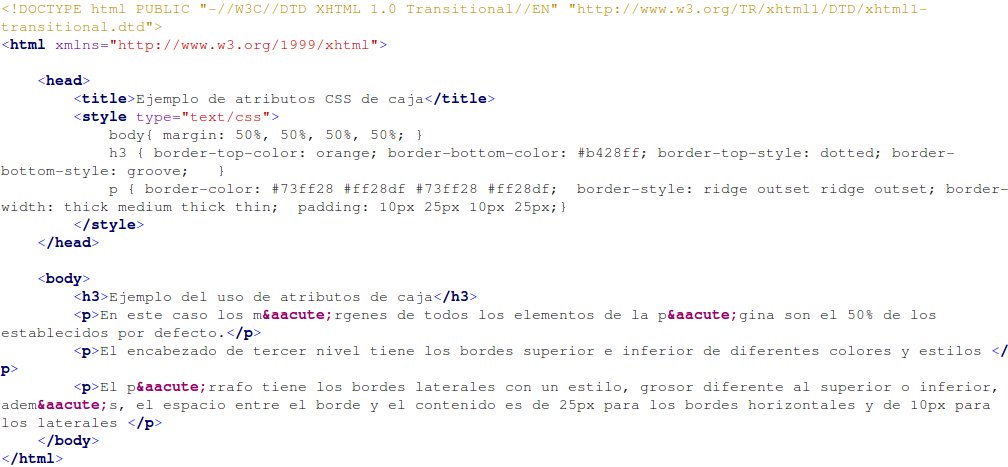 <!DOCTYPE html PUBLIC "-//W3C//DTD XHTML 1.0 Transitional//EN" "http://www.w3.org/TR/xhtml1/DTD/xhtml1-
transitional.dtd">
<html xmlns="http://www.w3.org/1999/xhtml">
<head>
<title>Ejemplo de atributos CSS de caja</title>
<style type="text/css">
body{ margin: 50%, 50%, 50%, 50%; }
h3 { border-top-color: orange; border-bottom-color: #b428ff; border-top-style: dotted; border-
bottom-style: groove;   }
p { border-color: #73ff28 #ff28df #73ff28 #ff28df;  border-style: ridge outset ridge outset; border-
width: thick medium thick thin;  padding: 10px 25px 10px 25px;}
</style>
</head>
<body>
<h3>Ejemplo del uso de atributos de caja</h3>
<p>En este caso los m&aacute;rgenes de todos los elementos de la p&aacute;gina son el 50% de los
establecidos por defecto.</p>
<p>El encabezado de tercer nivel tiene los bordes superior e inferior de diferentes colores y estilos </
p>
<p>El p&aacute;rrafo tiene los bordes laterales con un estilo, grosor diferente al superior o inferior,
adem&aacute;s, el espacio entre el borde y el contenido es de 25px para los bordes horizontales y de 10px para
los laterales </p>
</body>
</html>